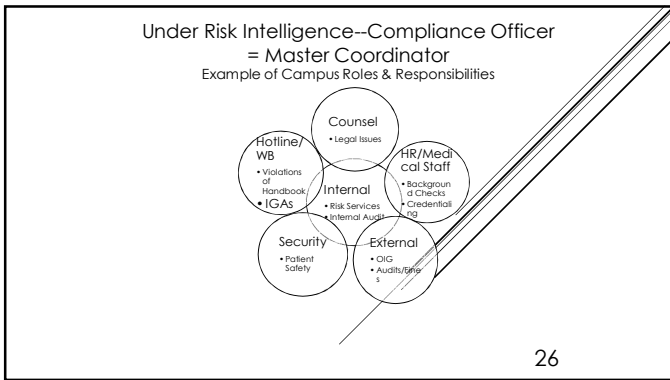 Under Risk Intelligence--Compliance Officer
= Master Coordinator
Example of Campus Roles & Responsibilities
Counsel
• Legal Issues
Hotline/
WB
• Violations
of
Handbook
• IGAs
HR/Medi
cal Staff
• Backgroun
d Checks
• Credentiali
ng
Internal
• Risk Services
• Internal Audit
Security
• Patient
Safety
External
• OIG
• Audits/Fine
s
26